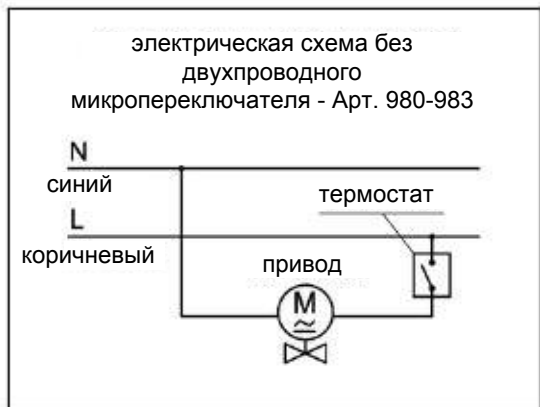 электрическая схема без
двухпроводного
микропереключателя - Арт. 980-983
N
синий
термостат
L
коричневый
привод
M